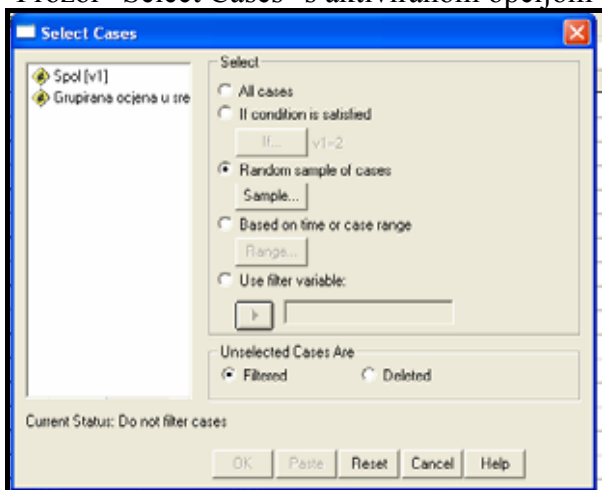 Prozor "Select Cases" s aktiviranom opcijom
Select Cases
Spol [v1]
Grupirana ocjena u sre
Select
All cases
If condition is satisfied
If... v1=2
Random sample of cases
Sample...
Based on time or case range
Range...
Use filter variable:
Unselected Cases Are
Filtered Deleted
Current Status: Do not filter cases
OK Paste Reset Cancel Help